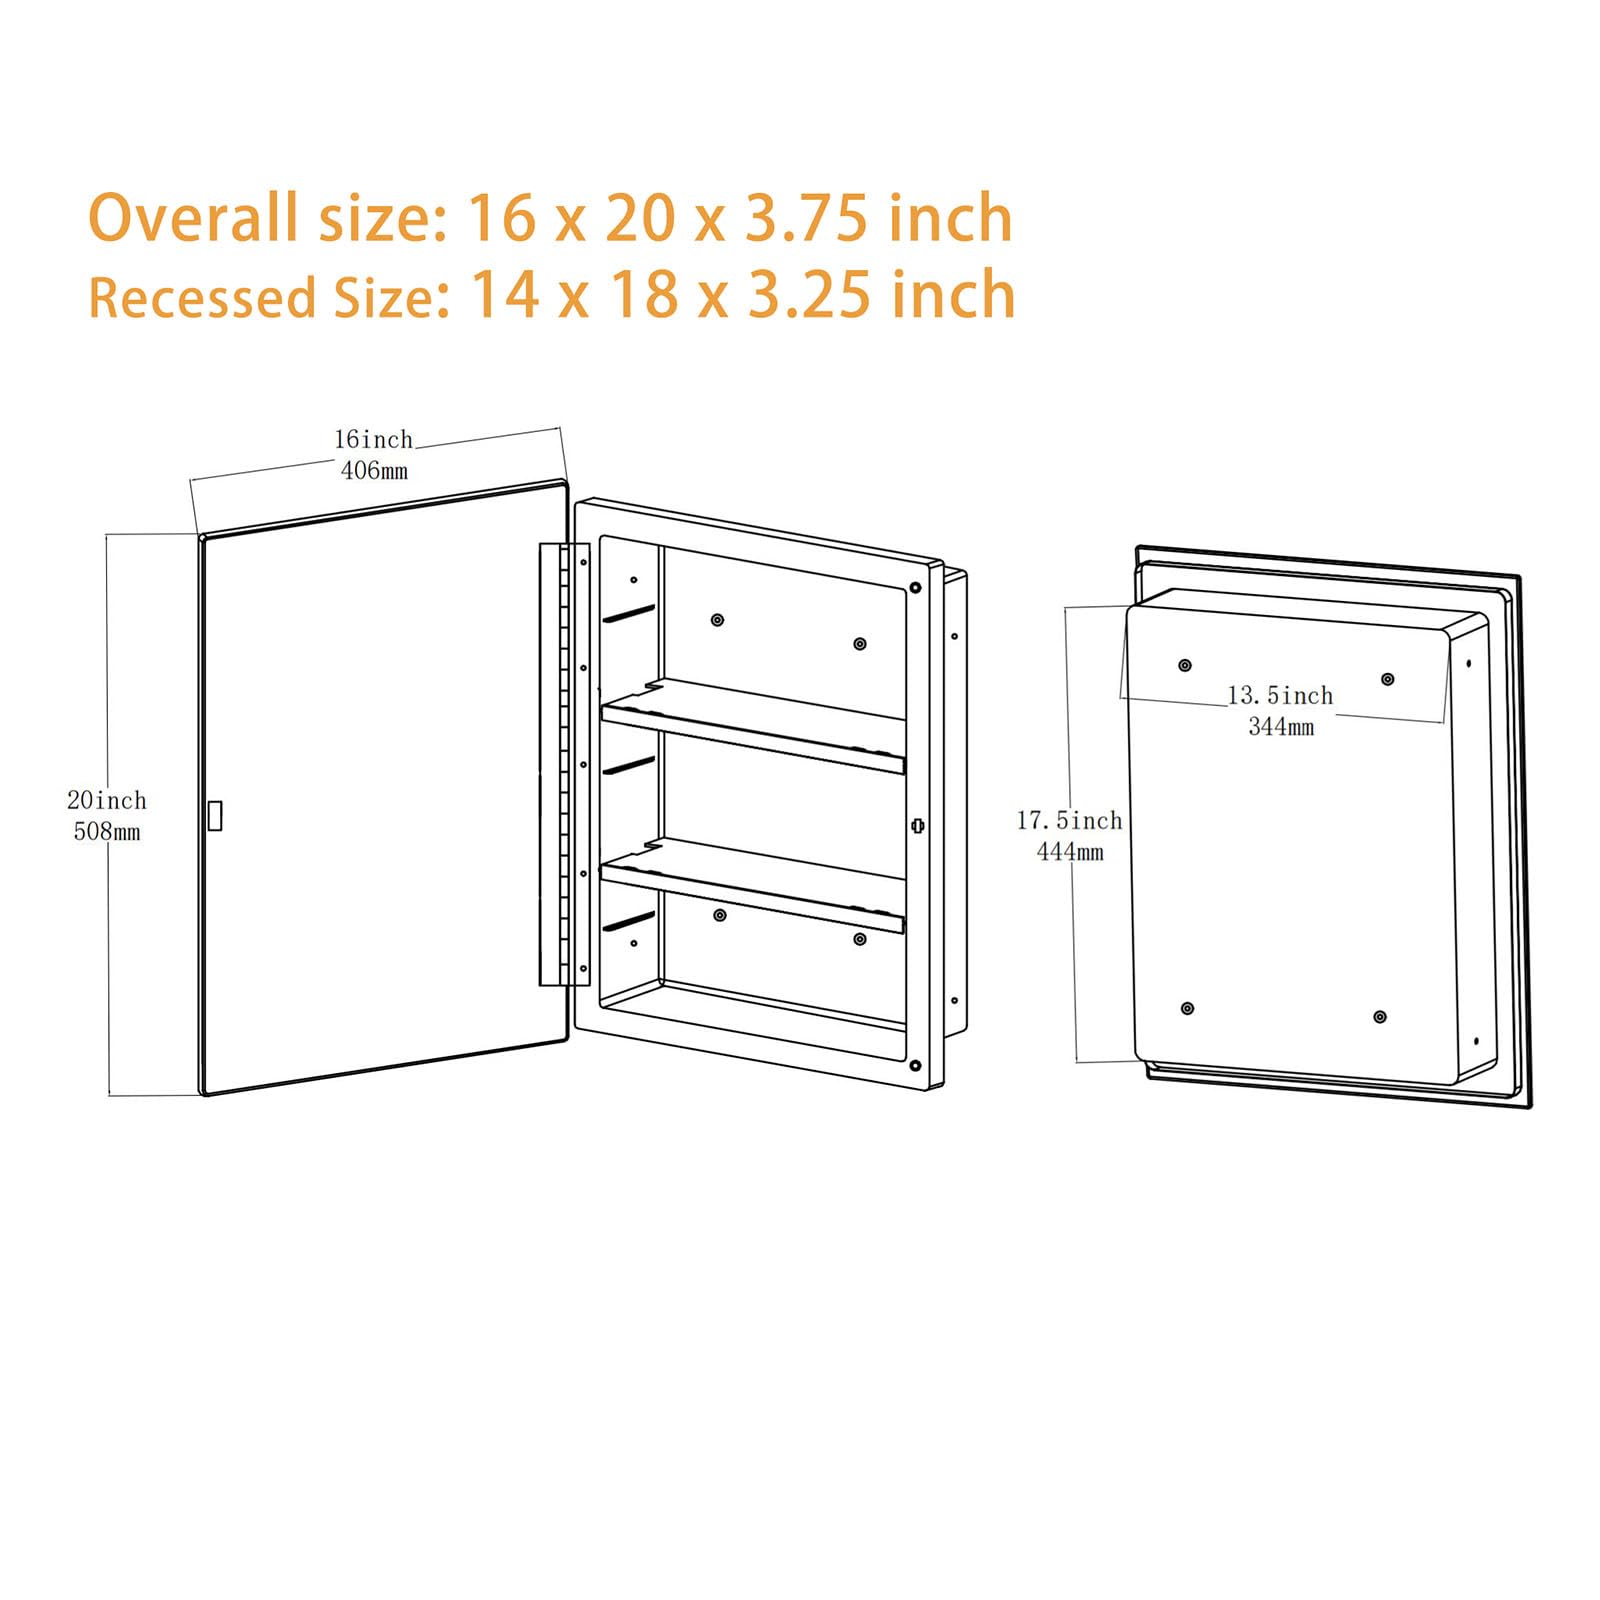 Overall size: 16 x 20 x 3.75 inch
Recessed Size: 14 x 18 x 3.25 inch
16inch
406mm
20inch
508mm
13.5inch
344mm
17.5inch
444mm